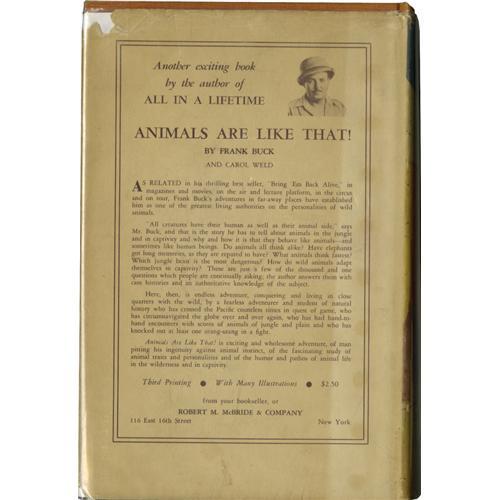 Another exciting book
by the author of
ALL IN A LIFETIME
ANIMALS ARE LIKE THAT!
BY FRANK BUCK
AND CAROL WELD
AS RELATED in his thrilling best seller, "Bring 'Em Back Alive," in
magazines and movies, on the air and lecture platform, in the circus
and on tour, Frank Buck's adventures in far-away places have established
him as one of the greatest living authorities on the personalities of wild
animals.
"All creatures have their human as well as their animal side," says
Mr. Buck, and that is the story he has to tell about animals in the jungle
and in captivity and why and how it is that they behave like animals—and
sometimes like human beings. Do animals all think alike? Have elephants
got long memories, as they are reputed to have? What animals think fastest?
Which jungle beast is the most dangerous? How do wild animals adapt
themselves to captivity? These are just a few of the thousand and one
questions which people are continually asking; the author answers them with
case histories and an authoritative knowledge of the subject.
Here, then, is endless adventure, conquering and living in close
quarters with the wild, by a fearless adventurer and student of natural
history who has crossed the Pacific countless times in quest of game, who
has circumnavigated the globe over and over again, who has had hand-to-
hand encounters with scores of animals of jungle and plain and who has
knocked out at least one orang-utang in a fight.
Animals Are Like That! is exciting and wholesome adventure, of man
pitting his ingenuity against animal instinct, of the fascinating study of
animal traits and personalities and of the humor and pathos of animal life
in the wilderness and in captivity.
Third Printing ● With Many Illustrations ● $2.50
from your bookseller, or
ROBERT M. McBRIDE & COMPANY
116 East 16th Street New York